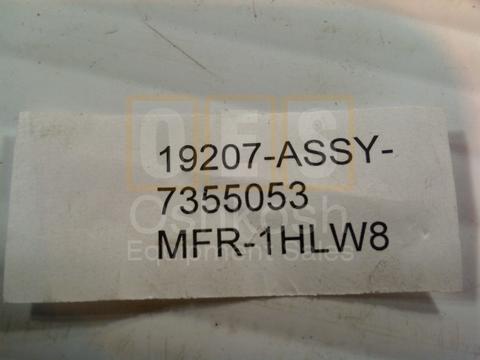 OES
19207-ASSY-
7355053
Oshkosh
Equipment Sales
MFR-1HLW8